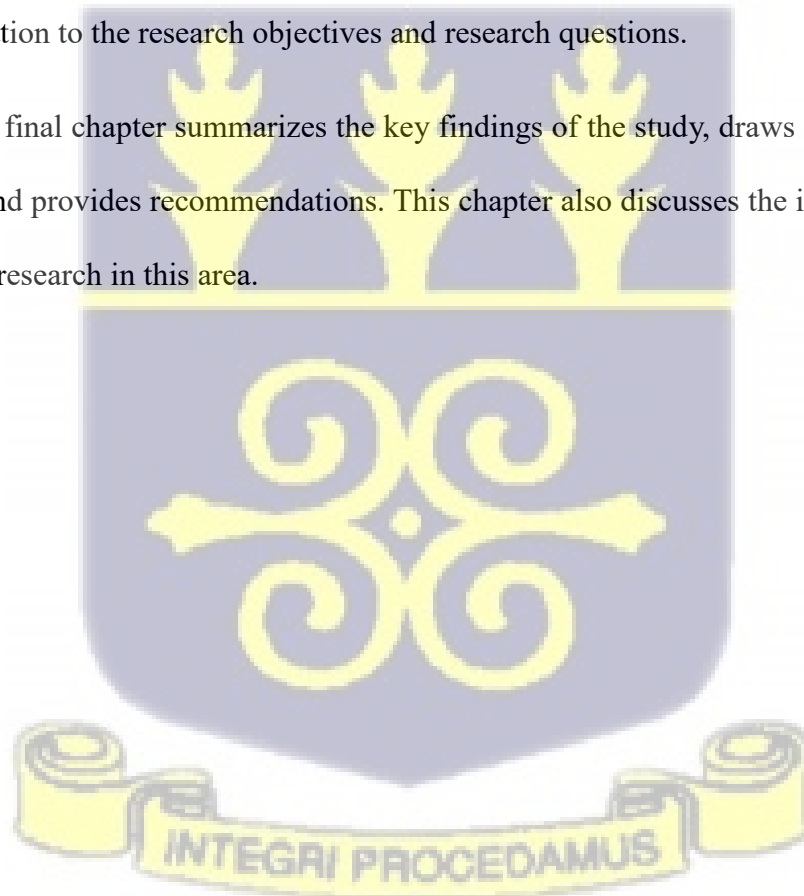 tion to the research objectives and research questions.
final chapter summarizes the key findings of the study, draws
nd provides recommendations. This chapter also discusses the i
research in this area.
INTEGRI PROCEDAMUS